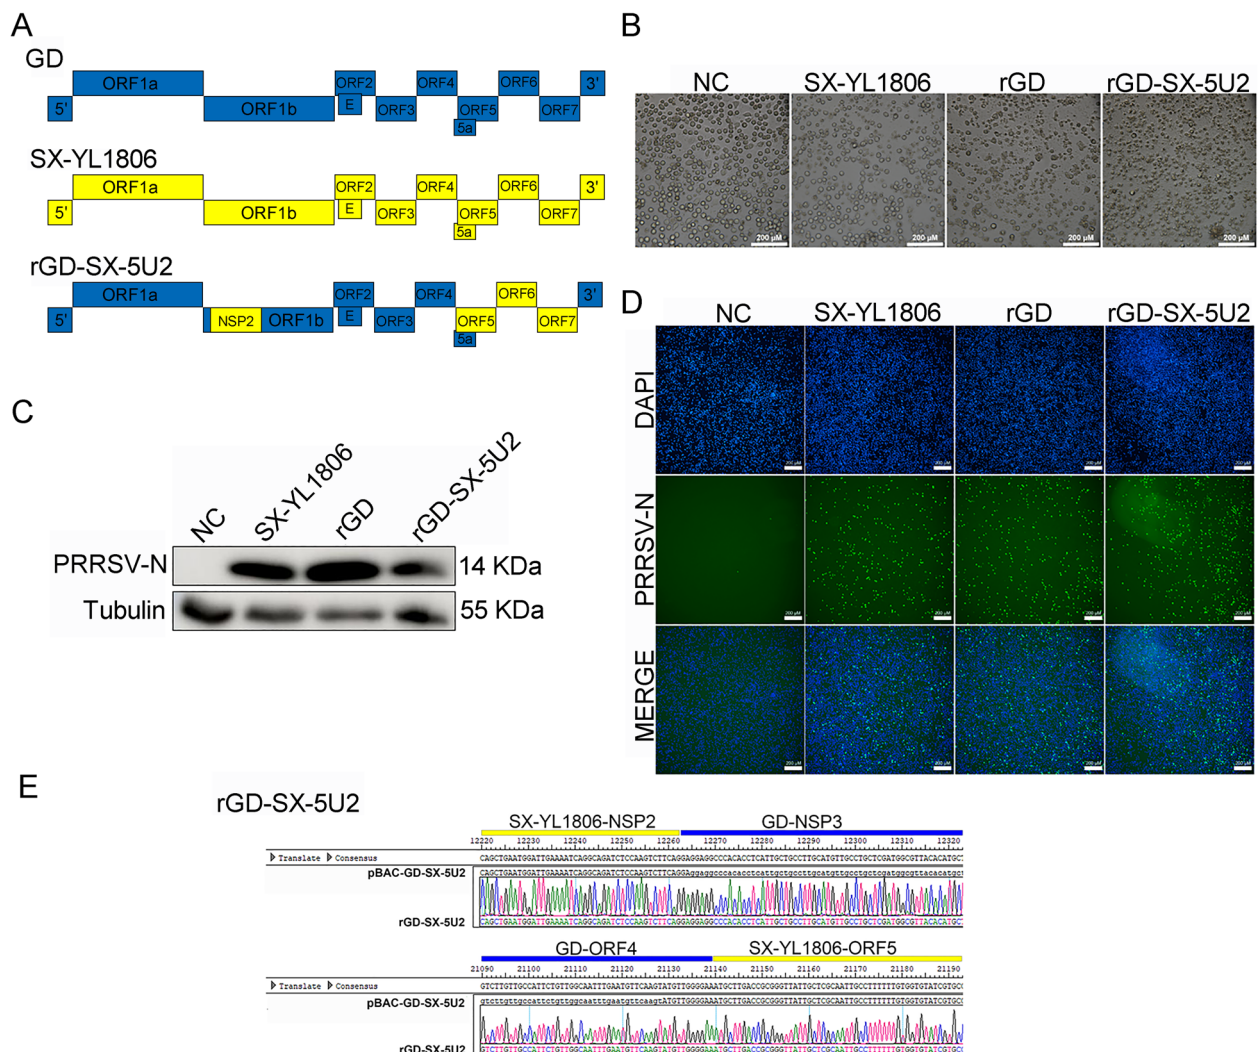 A
GD
ORF1a
ORF2
ORF4
ORF6
3'
5'
ORF1b
E
ORF3
ORF5
ORF7
5a
SX-YL1806
ORF1a
ORF2
ORF4
ORF6
3'
5'
ORF1b
E
ORF3
ORF5
ORF7
5a
rGD-SX-5U2
ORF1a
ORF2
ORF4
ORF6
3'
5'
NSP2
ORF1b
E
ORF3
ORF5
ORF7
5a
B
NC SX-YL1806 rGD rGD-SX-5U2
200 μM 200 μM 200 μM 200 μM
C
NC SX-YL1806 rGD rGD-SX-5U2
PRRSV-N 14 KDa
Tubulin 55 KDa
D
NC SX-YL1806 rGD rGD-SX-5U2
DAPI
PRRSV-N
MERGE
E
rGD-SX-5U2
SX-YL1806-NSP2 GD-NSP3
12220 12230 12240 12250 12260 12270 12280 12290 12300 12310 12320
Translate Consensus
pBAC-GD-SX-5U2
rGD-SX-5U2
GD-ORF4 SX-YL1806-ORF5
21090 21100 21110 21120 21130 21140 21150 21160 21170 21180 21190
Translate Consensus
pBAC-GD-SX-5U2
rGD-SX-5U2